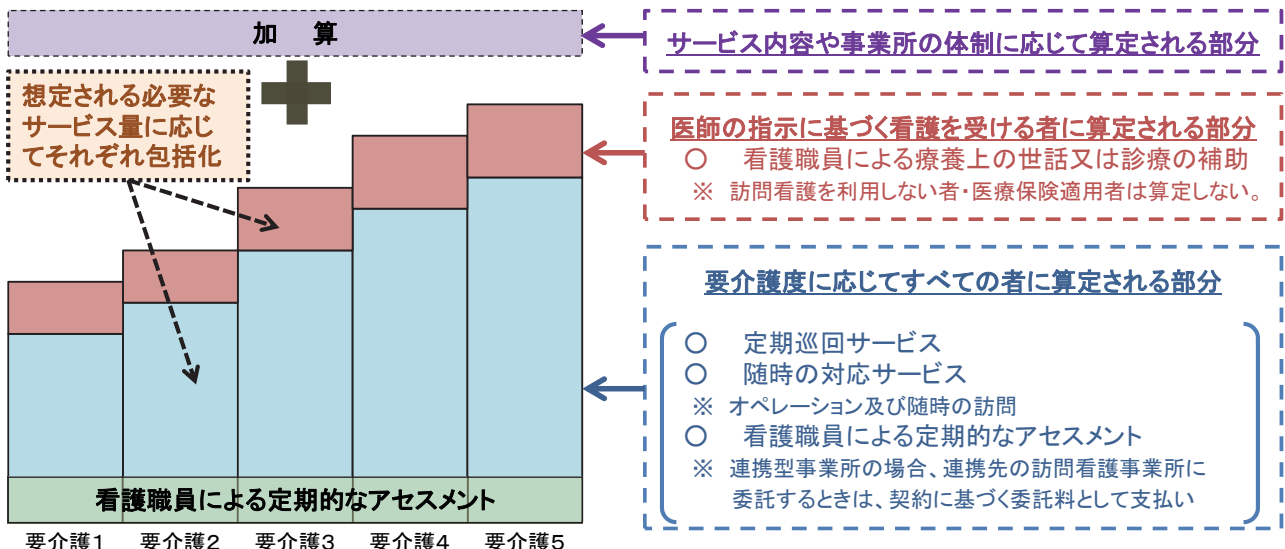 加 算
想定される必要な
サービス量に応じ
てそれぞれ包括化
看護職員による定期的なアセスメント
要介護1 要介護2 要介護3 要介護4 要介護5
サービス内容や事業所の体制に応じて算定される部分
医師の指示に基づく看護を受ける者に算定される部分
○ 看護職員による療養上の世話又は診療の補助
※ 訪問看護を利用しない者・医療保険適用者は算定しない。
要介護度に応じてすべての者に算定される部分
○ 定期巡回サービス
○ 随時の対応サービス
※ オペレーション及び随時の訪問
○ 看護職員による定期的なアセスメント
※ 連携型事業所の場合、連携先の訪問看護事業所に
委託するときは、契約に基づく委託料として支払い